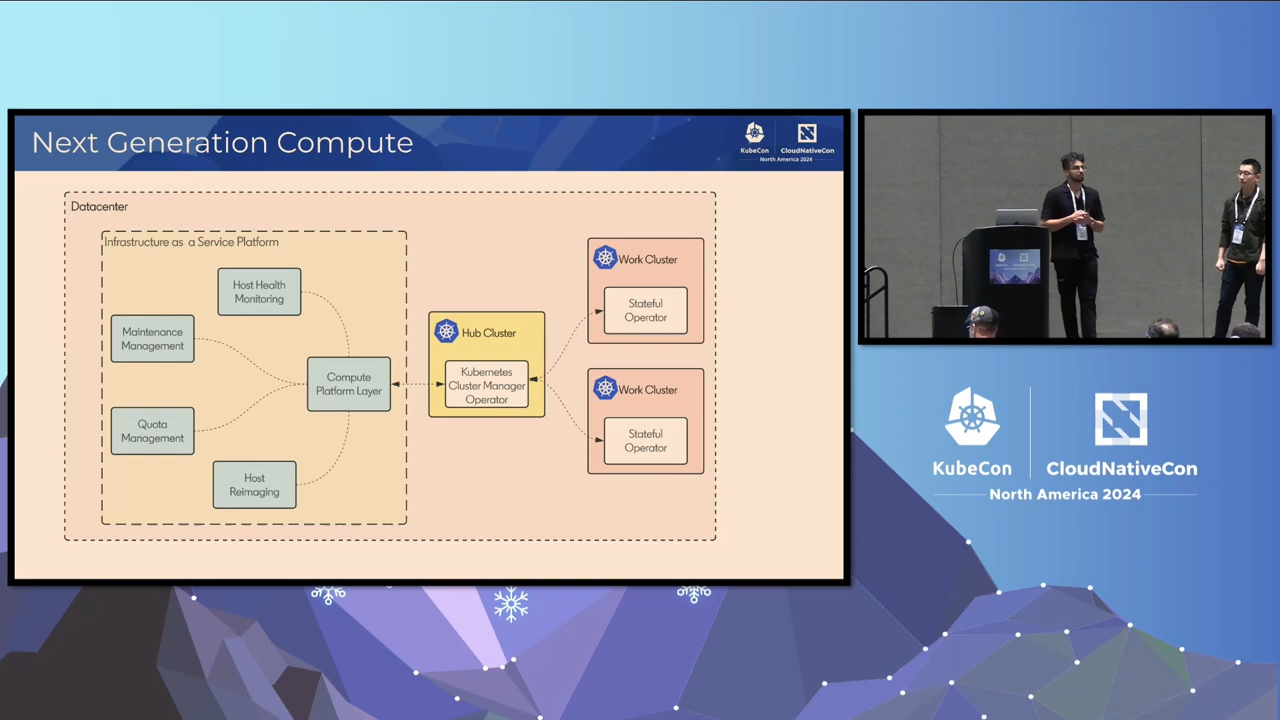 Next Generation Compute
KubeCon
CloudNativeCon
North America 2024
Datacenter
Infrastructure as a Service Platform
Host Health
Monitoring
Maintenance
Management
Compute
Platform Layer
Quota
Management
Host
Reimaging
Hub Cluster
Kubernetes
Cluster Manager
Operator
Work Cluster
Stateful
Operator
Work Cluster
Stateful
Operator
KubeCon
CloudNativeCon
North America 2024